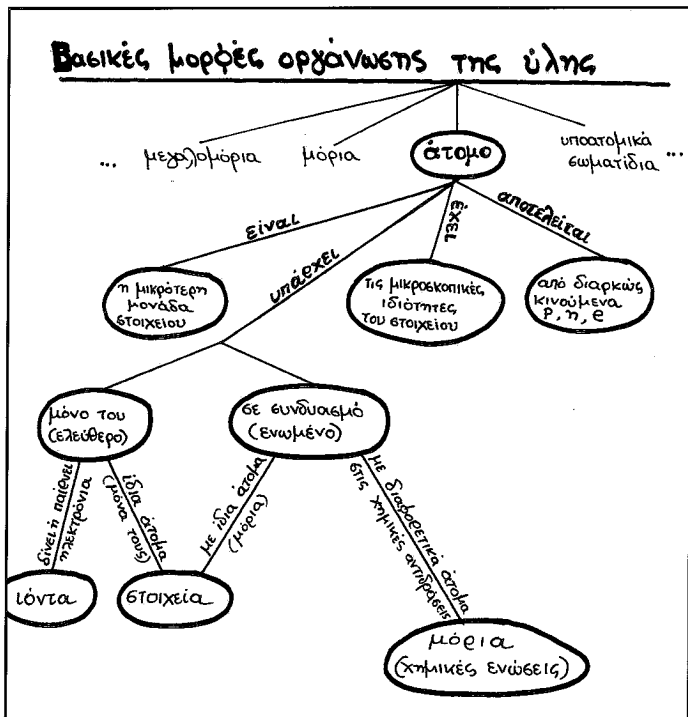 Βασικές μορφές οργάνωσης της ύλης
... μεγαλομόρια μόρια άτομο υποατομικά σωματίδια ...
είναι
υπάρχει
έχει
αποτελείται
η μικρότερη
μονάδα
στοιχείου
τις μικροσκοπικές
ιδιότητες
του στοιχείου
από διαρκώς
κινούμενα
p, n, e
μόνο του
(ελεύθερο)
σε συνδυασμό
(ενωμένο)
δίνει ή παίρνει
ηλεκτρόνια
ίδια άτομα
(μόνα τους)
με ίδια άτομα
(μόρια)
με διαφορετικά άτομα
στις χημικές αντιδράσεις
ιόντα
στοιχεία
μόρια
(χημικές ενώσεις)